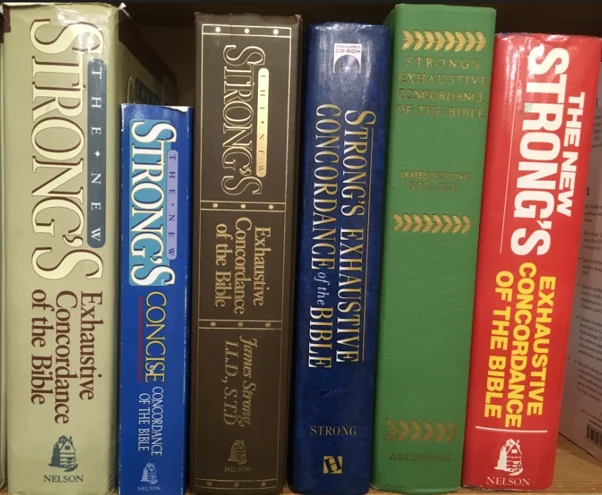 THE • NEW
STRONG'S
Exhaustive
Concordance
of the Bible
NELSON
THE • NEW
STRONG'S
CONCISE
CONCORDANCE
OF THE BIBLE
NELSON
THE • NEW
STRONG'S
Exhaustive
Concordance
of the Bible
James Strong,
LL.D., S.T.D.
NELSON
INCLUDES
CD-ROM
STRONG'S EXHAUSTIVE
CONCORDANCE of the BIBLE
STRONG
STRONG'S
EXHAUSTIVE
CONCORDANCE
OF THE BIBLE
JAMES STRONG
ABINGDON
THE NEW
STRONG'S
EXHAUSTIVE
CONCORDANCE
OF THE BIBLE
NELSON